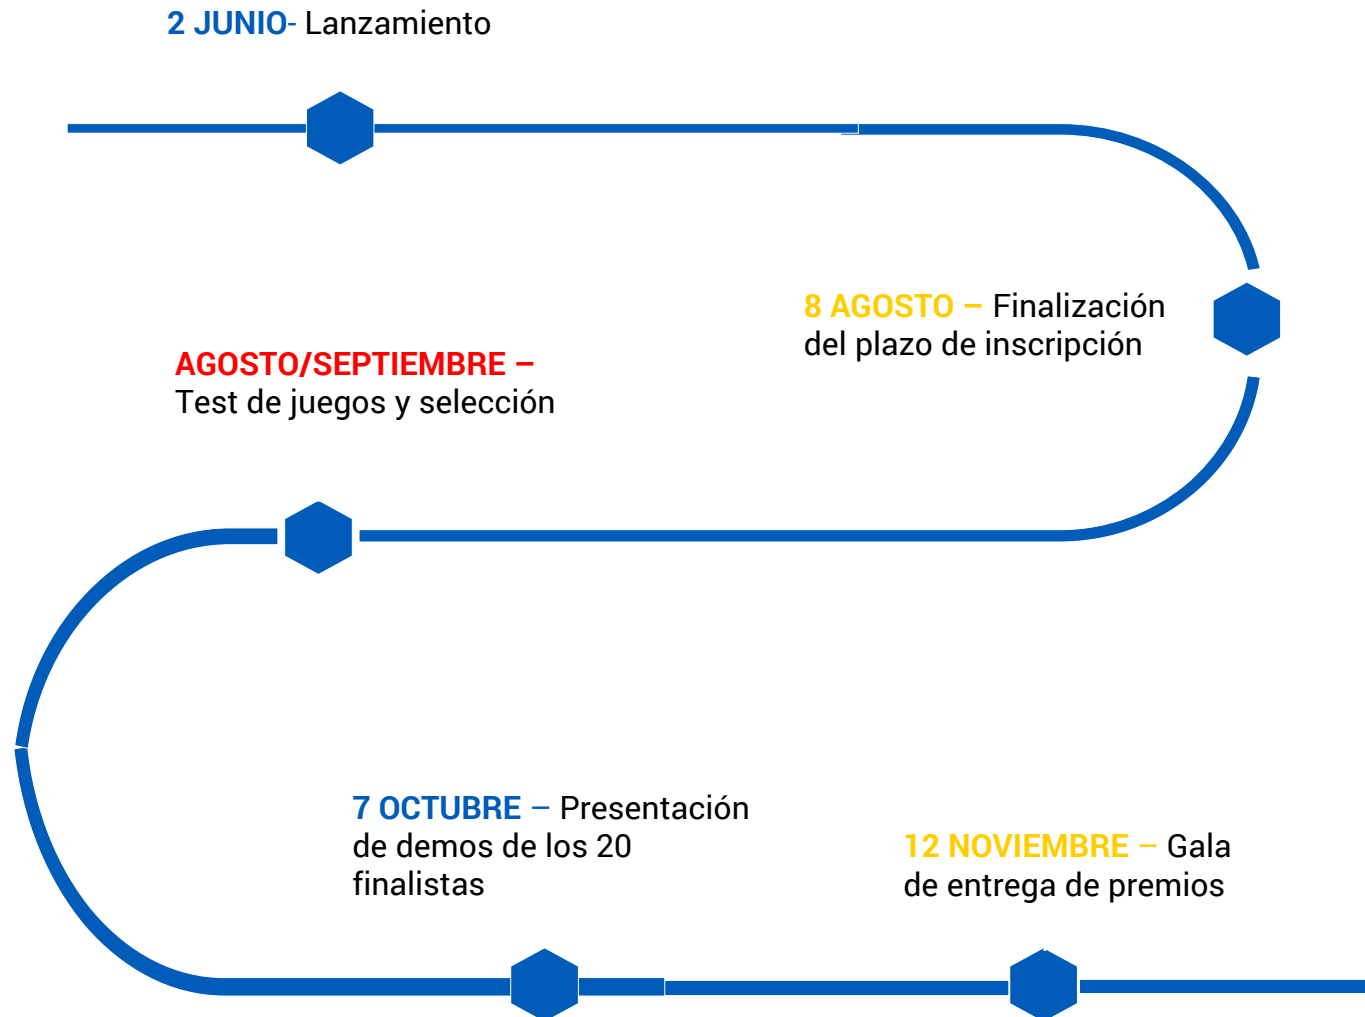 2 JUNIO- Lanzamiento
8 AGOSTO – Finalización
del plazo de inscripción
AGOSTO/SEPTIEMBRE –
Test de juegos y selección
7 OCTUBRE – Presentación
de demos de los 20
finalistas
12 NOVIEMBRE – Gala
de entrega de premios